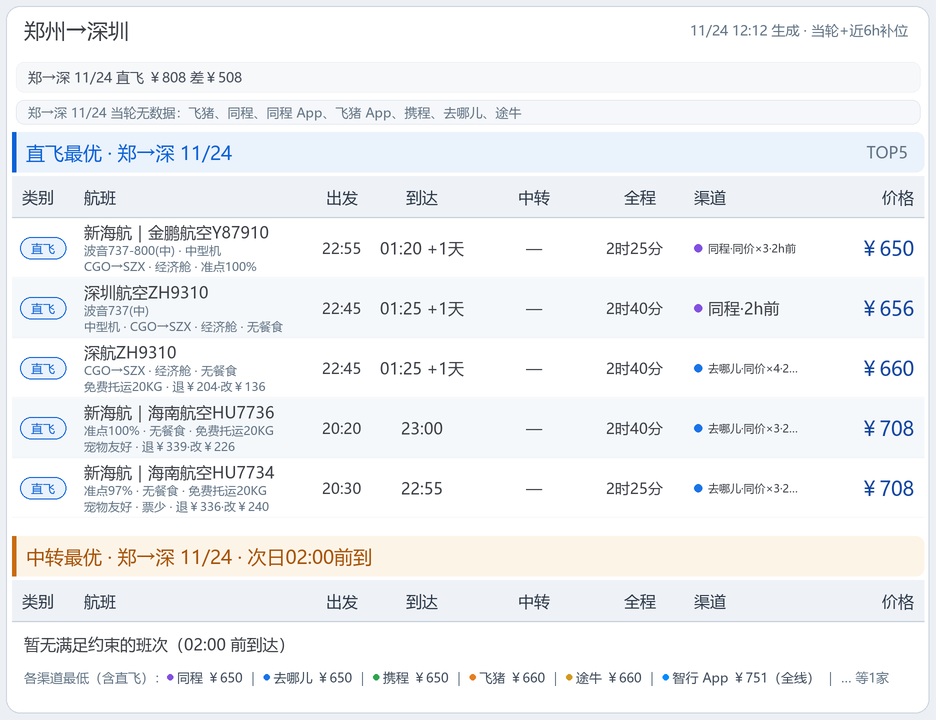 郑州→深圳
11/24 12:12 生成 · 当轮+近6h补位
郑→深 11/24 直飞 ￥808 差￥508
郑→深 11/24 当轮无数据：飞猪、同程、同程 App、飞猪 App、携程、去哪儿、途牛
直飞最优 · 郑→深 11/24 TOP5
类别 航班 出发 到达 中转 全程 渠道 价格
新海航｜金鹏航空Y87910
波音737-800(中) · 中型机
直飞 22:55 01:20 +1天 — 2时25分 同程·同价×3·2h前 ￥650
CGO→SZX · 经济舱 · 准点100%
深圳航空ZH9310
波音737(中)
直飞 22:45 01:25 +1天 — 2时40分 同程·2h前 ￥656
中型机 · CGO→SZX · 经济舱 · 无餐食
深航ZH9310
CGO→SZX · 经济舱 · 无餐食
直飞 22:45 01:25 +1天 — 2时40分 去哪儿·同价×4·2... ￥660
免费托运20KG · 退￥204·改￥136
新海航｜海南航空HU7736
准点100% · 无餐食 · 免费托运20KG
直飞 20:20 23:00 — 2时40分 去哪儿·同价×3·2... ￥708
宠物友好 · 退￥339·改￥226
新海航｜海南航空HU7734
准点97% · 无餐食 · 免费托运20KG
直飞 20:30 22:55 — 2时25分 去哪儿·同价×3·2... ￥708
宠物友好 · 票少 · 退￥336·改￥240
中转最优 · 郑→深 11/24 · 次日02:00前到
类别 航班 出发 到达 中转 全程 渠道 价格
暂无满足约束的班次（02:00 前到达）
各渠道最低（含直飞）: 同程 ￥650 | 去哪儿 ￥650 | 携程 ￥650 | 飞猪 ￥660 | 途牛 ￥660 | 智行 App ￥751（全线） | ... 等1家